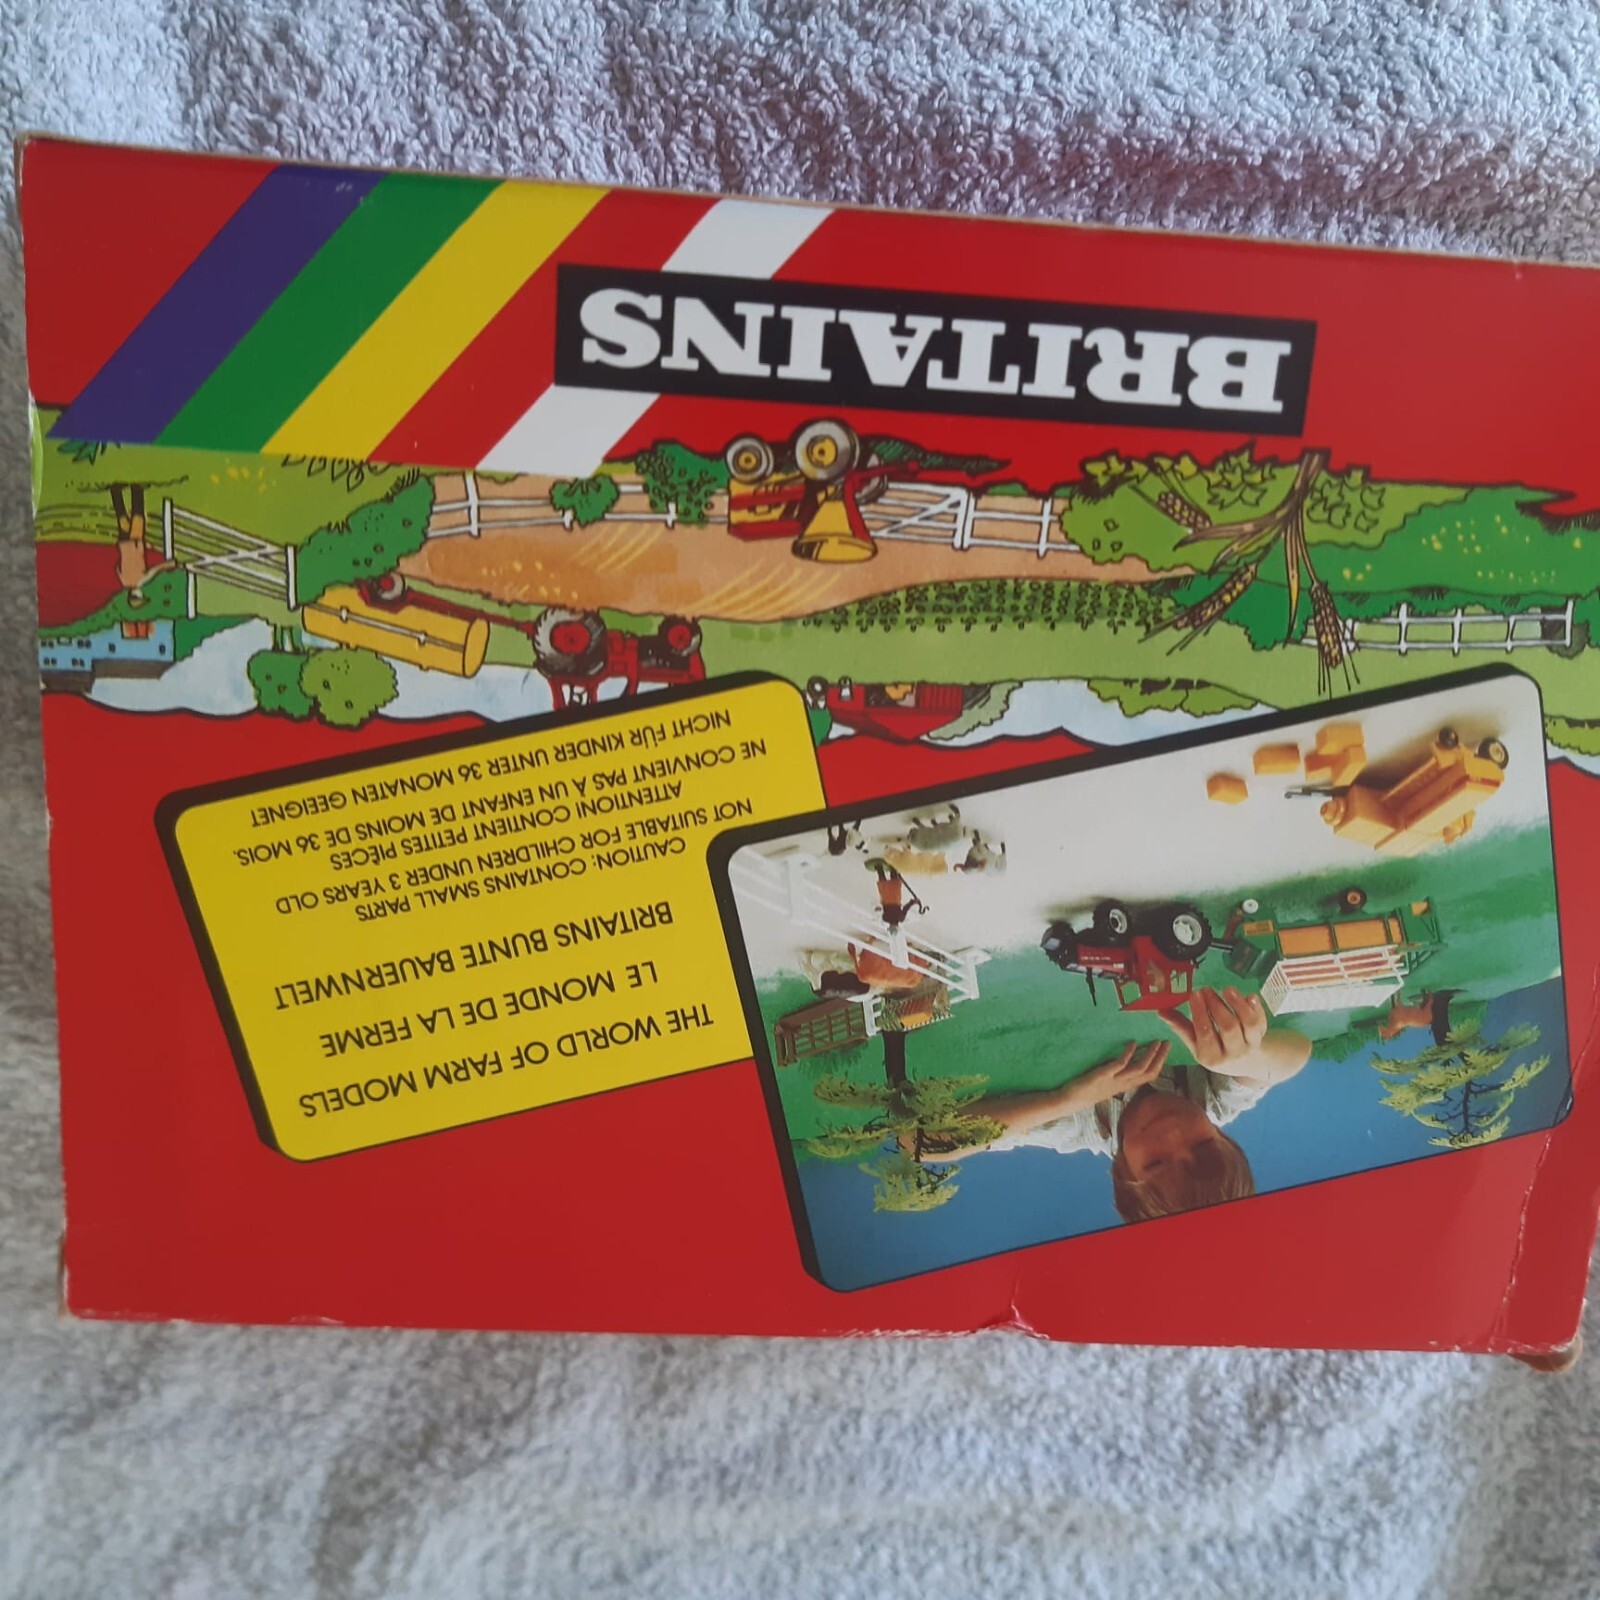 BRITAINS
THE WORLD OF FARM MODELS
LE MONDE DE LA FERME
BRITAINS BUNTE BAUERNWELT
CAUTION: CONTAINS SMALL PARTS
NOT SUITABLE FOR CHILDREN UNDER 3 YEARS OLD
ATTENTION! CONTIENT PETITES PIÈCES
NE CONVIENT PAS À UN ENFANT DE MOINS DE 36 MOIS.
NICHT FÜR KINDER UNTER 36 MONATEN GEEIGNET